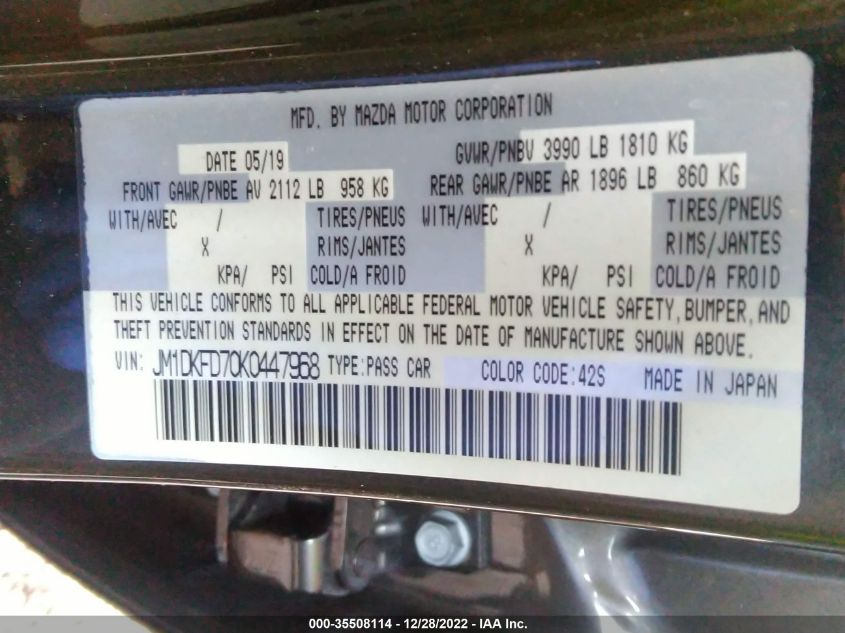 MFD. BY MAZDA MOTOR CORPORATION
DATE 05/19 GVWR/PNBV 3990 LB 1810 KG
FRONT GAWR/PNBE AV 2112 LB 958 KG REAR GAWR/PNBE AR 1896 LB 860 KG
WITH/AVEC / TIRES/PNEUS WITH/AVEC / TIRES/PNEUS
X RIMS/JANTES X RIMS/JANTES
KPA/ PSI COLD/A FROID KPA/ PSI COLD/A FROID
THIS VEHICLE CONFORMS TO ALL APPLICABLE FEDERAL MOTOR VEHICLE SAFETY, BUMPER, AND
THEFT PREVENTION STANDARDS IN EFFECT ON THE DATE OF MANUFACTURE SHOWN ABOVE.
VIN: JM1DKFD70K0447968 TYPE:PASS CAR COLOR CODE:42S MADE IN JAPAN
000-35508114 - 12/28/2022 - IAA Inc.